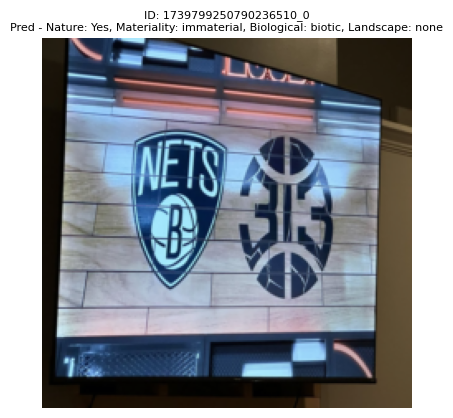 ID: 1739799250790236510_0
Pred - Nature: Yes, Materiality: immaterial, Biological: biotic, Landscape: none
NETS
B
313